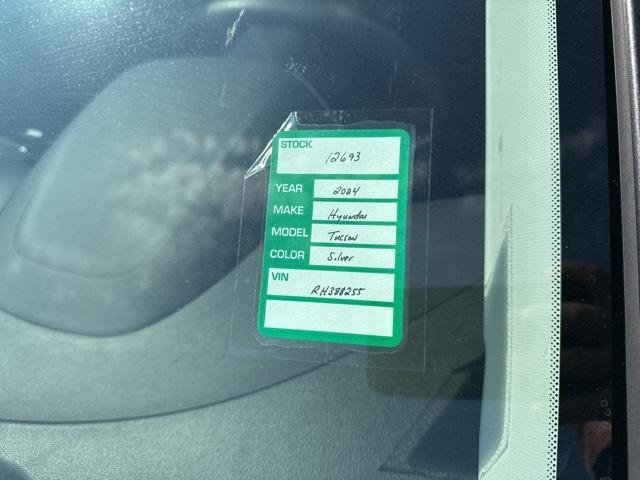 STOCK
12693
YEAR 2024
MAKE Hyundai
MODEL Tucson
COLOR Silver
VIN
RH388255